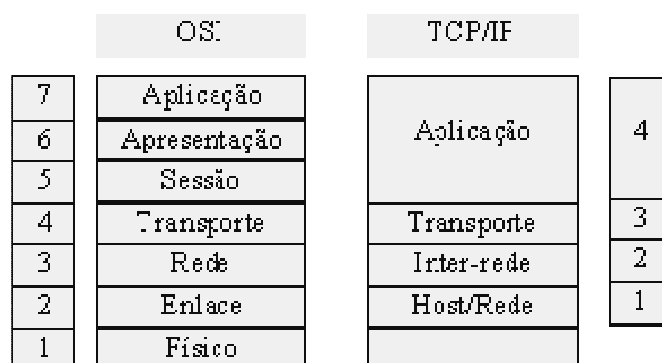 OSI TCP/IP
7 Aplicação Aplicação 4
6 Apresentação
5 Sessão
4 Transporte Transporte 3
3 Rede Inter-rede 2
2 Enlace Host/Rede 1
1 Físico